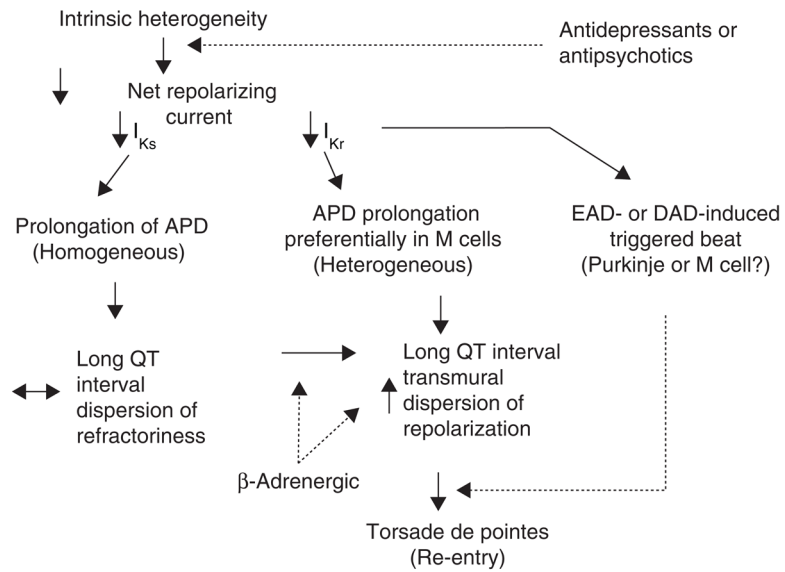 Intrinsic heterogeneity
Antidepressants or
antipsychotics
Net repolarizing
current
IKs
IKr
Prolongation of APD
(Homogeneous)
APD prolongation
preferentially in M cells
(Heterogeneous)
EAD- or DAD-induced
triggered beat
(Purkinje or M cell?)
Long QT
interval
dispersion of
refractoriness
Long QT interval
transmural
dispersion of
repolarization
β-Adrenergic
Torsade de pointes
(Re-entry)